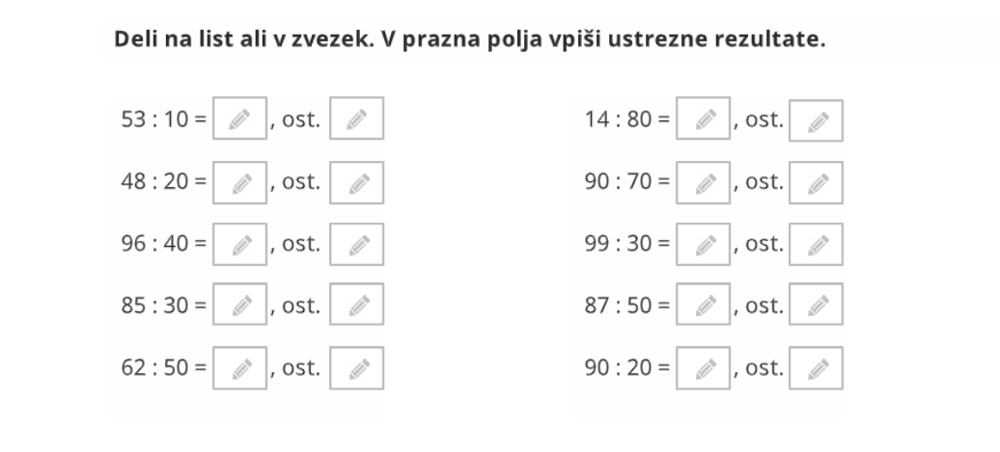 Deli na list ali v zvezek. V prazna polja vpiši ustrezne rezultate.
53 : 10 = , ost.
48 : 20 = , ost.
96 : 40 = , ost.
85 : 30 = , ost.
62 : 50 = , ost.
14 : 80 = , ost.
90 : 70 = , ost.
99 : 30 = , ost.
87 : 50 = , ost.
90 : 20 = , ost.